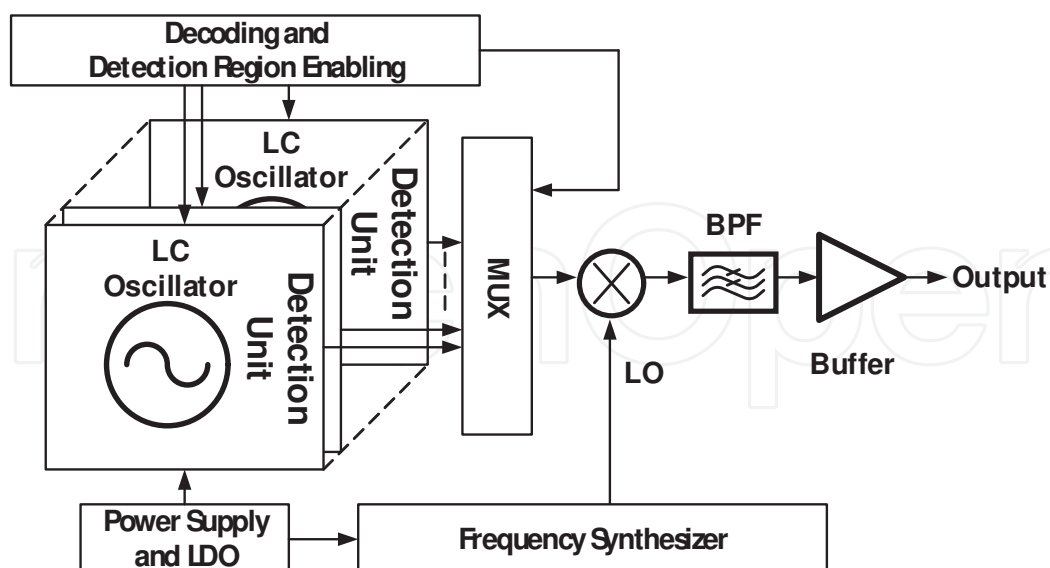 Decoding and
Detection Region Enabling
LC
Oscillator
Detection
Unit
LC
Oscillator
Detection
Unit
MUX
BPF
Output
LO
Buffer
Power Supply
and LDO
Frequency Synthesizer